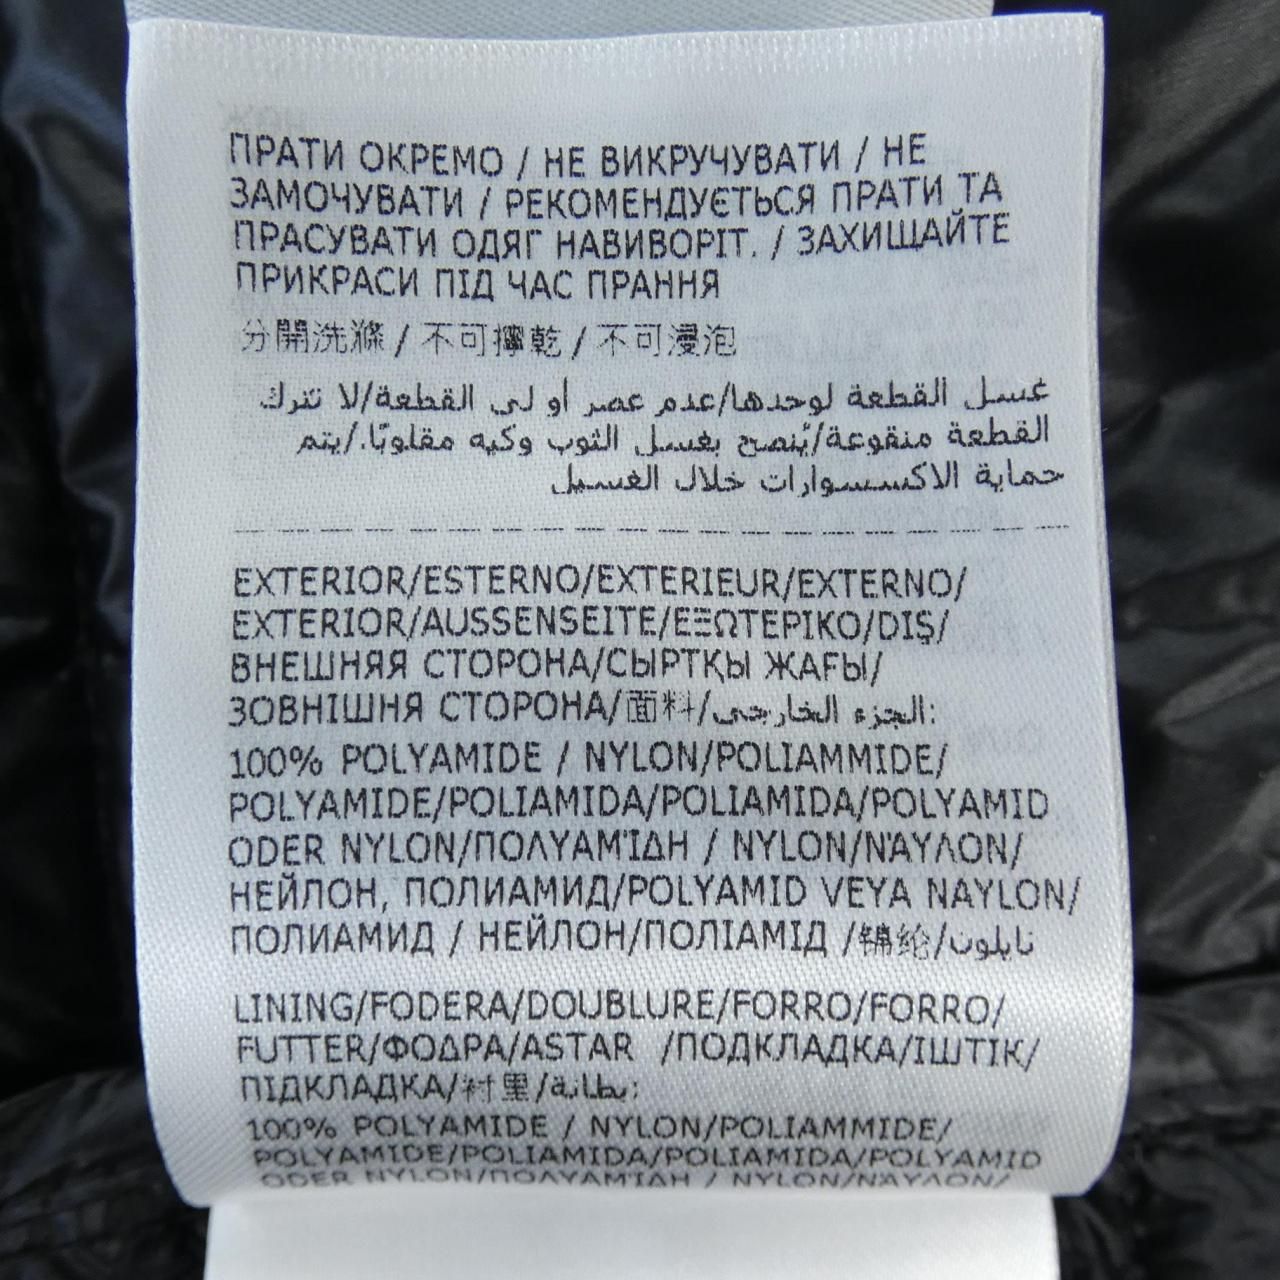 ПРАТИ ОКРЕМО / НЕ ВИКРУЧУВАТИ / НЕ
ЗАМОЧУВАТИ / РЕКОМЕНДУЄТЬСЯ ПРАТИ ТА
ПРАСУВАТИ ОДЯГ НАВИВОРІТ. / ЗАХИЩАЙТЕ
ПРИКРАСИ ПІД ЧАС ПРАННЯ
分開洗滌 / 不可擰乾 / 不可浸泡
غسل القطعة لوحدها/عدم عصر أو لي القطعة/لا تترك
القطعة منقوعة/يُنصح بغسل الثوب وكيه مقلوبًا./يتم
حماية الاكسسوارات خلال الغسيل
EXTERIOR/ESTERNO/EXTERIEUR/EXTERNO/
EXTERIOR/AUSSENSEITE/ΕΞΩΤΕΡΙΚΟ/DIŞ/
ВНЕШНЯЯ СТОРОНА/СЫРТҚЫ ЖАҒЫ/
ЗОВНІШНЯ СТОРОНА/面料/الجزء الخارجي:
100% POLYAMIDE / NYLON/POLIAMMIDE/
POLYAMIDE/POLIAMIDA/POLIAMIDA/POLYAMID
ODER NYLON/ΠΟΛΥΑΜΊΔΗ / NYLON/ΝΆΥΛΟΝ/
НЕЙЛОН, ПОЛИАМИД/POLYAMID VEYA NAYLON/
ПОЛИАМИД / НЕЙЛОН/ПОЛІАМІД /锦纶/نايلون
LINING/FODERA/DOUBLURE/FORRO/FORRO/
FUTTER/ΦΟΔΡΑ/ASTAR /ПОДКЛАДКА/ІШТІК/
ПІДКЛАДКА/衬里/بطانة:
100% POLYAMIDE / NYLON/POLIAMMIDE/
POLYAMIDE/POLIAMIDA/POLIAMIDA/POLYAMID
ODER NYLON/ΠΟΛΥΑΜΊΔΗ / NYLON/ΝΆΥΛΟΝ/